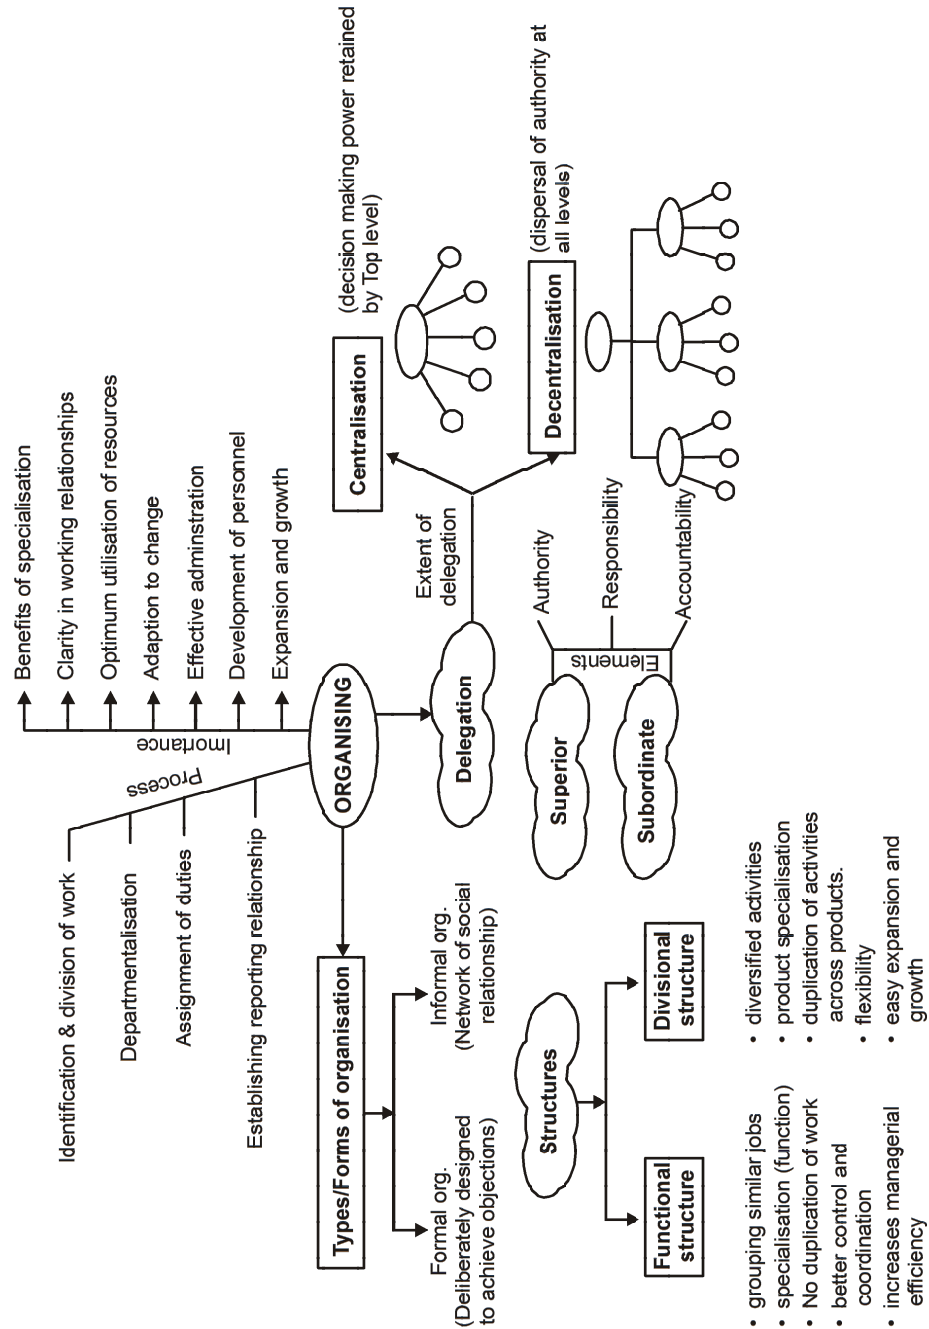 Identification & division of work
Departmentalisation
Assignment of duties
Establishing reporting relationship
Process
Imortance
Benefits of specialisation
Clarity in working relationships
Optimum utilisation of resources
Adaption to change
Effective adminstration
Development of personnel
Expansion and growth
ORGANISING
Types/Forms of organisation
Formal org.
(Deliberately designed
to achieve objections)
Informal org.
(Network of social
relationship)
Delegation
Extent of
delegation
Centralisation
(decision making power retained
by Top level)
Decentralisation
(dispersal of authority at
all levels)
Superior
Subordinate
Elements
Authority
Responsibility
Accountability
Structures
Functional
structure
• grouping similar jobs
• specialisation (function)
• No duplication of work
• better control and
coordination
• increases managerial
efficiency
Divisional
structure
• diversified activities
• product specialisation
• duplication of activities
across products.
• flexibility
• easy expansion and
growth